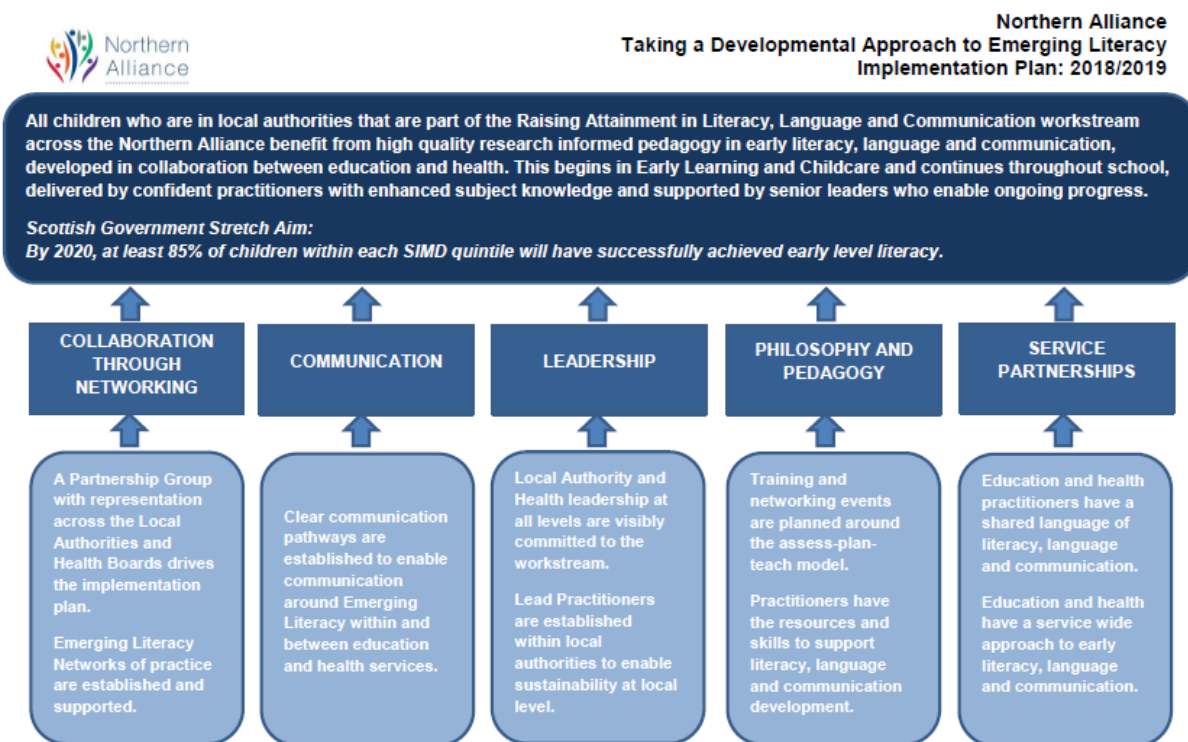 Northern
Alliance
Northern Alliance
Taking a Developmental Approach to Emerging Literacy
Implementation Plan: 2018/2019
All children who are in local authorities that are part of the Raising Attainment in Literacy, Language and Communication workstream
across the Northern Alliance benefit from high quality research informed pedagogy in early literacy, language and communication,
developed in collaboration between education and health. This begins in Early Learning and Childcare and continues throughout school,
delivered by confident practitioners with enhanced subject knowledge and supported by senior leaders who enable ongoing progress.
Scottish Government Stretch Aim:
By 2020, at least 85% of children within each SIMD quintile will have successfully achieved early level literacy.
COLLABORATION
THROUGH
NETWORKING
COMMUNICATION
LEADERSHIP
PHILOSOPHY AND
PEDAGOGY
SERVICE
PARTNERSHIPS
A Partnership Group
with representation
across the Local
Authorities and
Health Boards drives
the implementation
plan.
Emerging Literacy
Networks of practice
are established and
supported.
Clear communication
pathways are
established to enable
communication
around Emerging
Literacy within and
between education
and health services.
Local Authority and
Health leadership at
all levels are visibly
committed to the
workstream.
Lead Practitioners
are established
within local
authorities to enable
sustainability at local
level.
Training and
networking events
are planned around
the assess-plan-
teach model.
Practitioners have
the resources and
skills to support
literacy, language
and communication
development.
Education and health
practitioners have a
shared language of
literacy, language
and communication.
Education and health
have a service wide
approach to early
literacy, language
and communication.